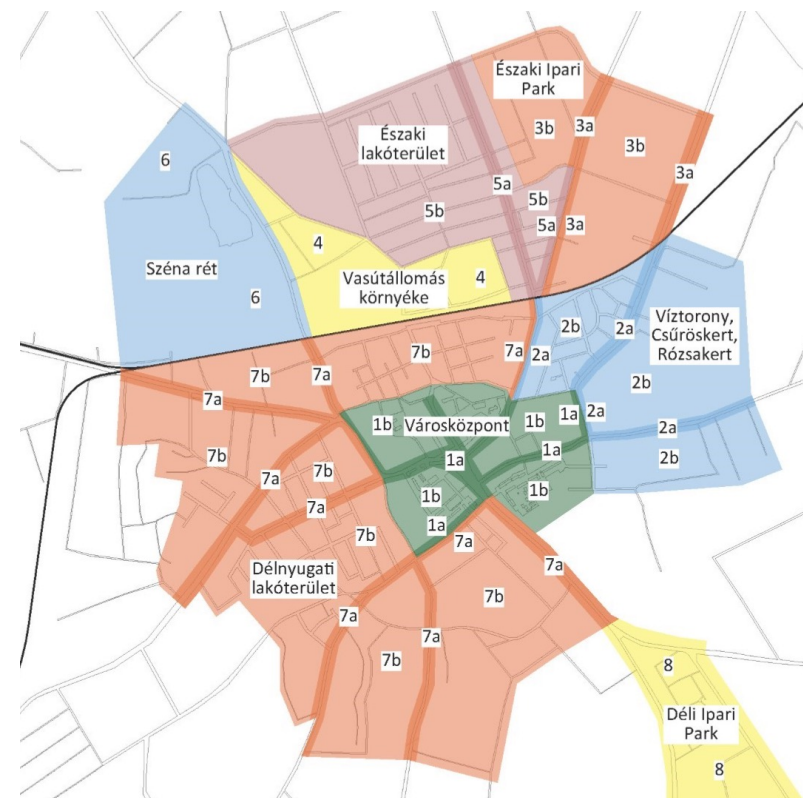 Északi Ipari
Park
3b
3a
3b
3a
Északi
lakóterület
6
5a
5b
5b
5a
3a
4
Vasútállomás
környéke
4
Széna rét
6
Víztorony,
Csűröskert,
Rózsakert
2b
2a
2a
2b
7b
7a
7b
7a
7a
1b
Városközpont
1b
1a
2a
2a
2b
7b
7a
7b
1a
1a
1b
1b
1a
7a
7b
7a
7a
Délnyugati
lakóterület
7b
7a
7a
7b
8
Déli Ipari
Park
8